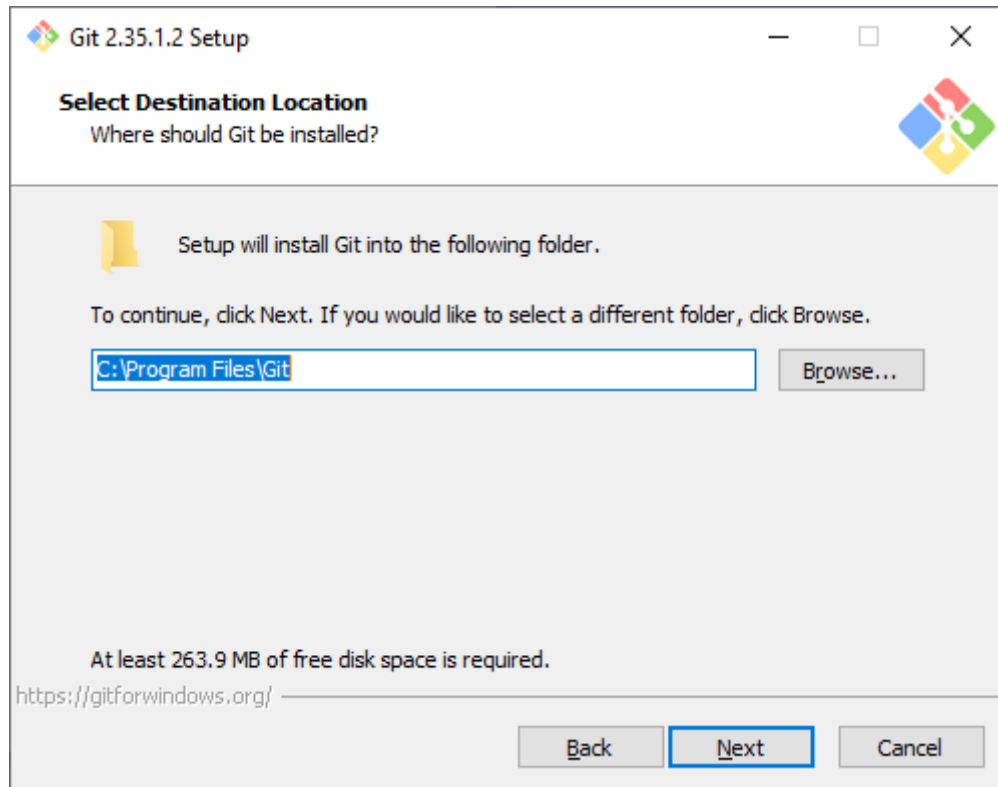 Git 2.35.1.2 Setup
Select Destination Location
Where should Git be installed?
Setup will install Git into the following folder.
To continue, click Next. If you would like to select a different folder, click Browse.
C:\Program Files\Git
Browse...
At least 263.9 MB of free disk space is required.
https://gitforwindows.org/
Back
Next
Cancel